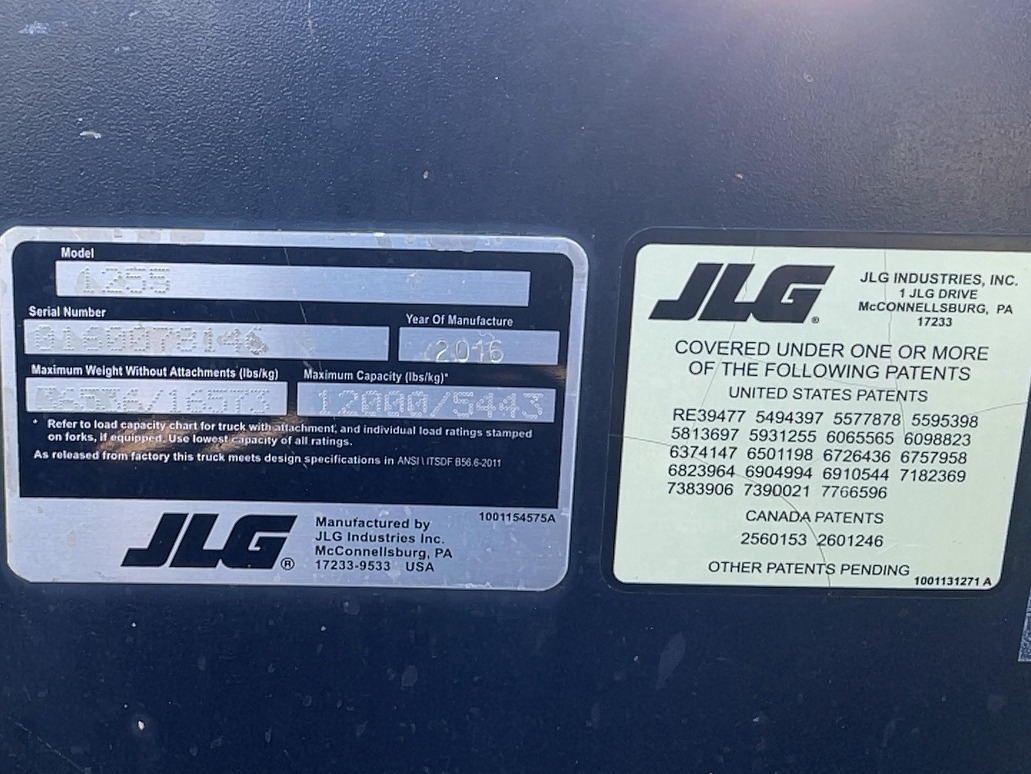 Model
1255
Serial Number
Year Of Manufacture
2016
Maximum Weight Without Attachments (lbs/kg)
Maximum Capacity (lbs/kg)*
12000/5443
* Refer to load capacity chart for truck with attachment, and individual load ratings stamped
on forks, if equipped. Use lowest capacity of all ratings.
As released from factory this truck meets design specifications in ANSI \ ITSDF B56.6-2011
1001154575A
JLG®
Manufactured by
JLG Industries Inc.
McConnellsburg, PA
17233-9533 USA
JLG®
JLG INDUSTRIES, INC.
1 JLG DRIVE
McCONNELLSBURG, PA
17233
COVERED UNDER ONE OR MORE
OF THE FOLLOWING PATENTS
UNITED STATES PATENTS
RE39477 5494397 5577878 5595398
5813697 5931255 6065565 6098823
6374147 6501198 6726436 6757958
6823964 6904994 6910544 7182369
7383906 7390021 7766596
CANADA PATENTS
2560153 2601246
OTHER PATENTS PENDING
1001131271 A